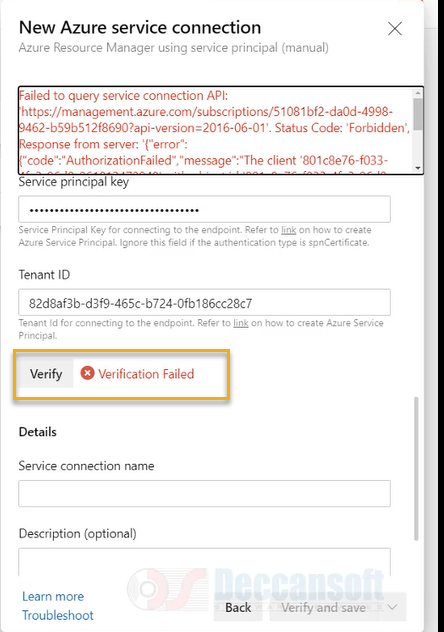 New Azure service connection
Azure Resource Manager using service principal (manual)
Failed to query service connection API:
'https://management.azure.com/subscriptions/51081bf2-da0d-4998-
9462-b59b512f8690?api-version=2016-06-01'. Status Code: 'Forbidden',
Response from server: '{"error":
{"code":"AuthorizationFailed","message":"The client '801c8e76-f033-
Service principal key
•••••••••••••••••••••••••••••••••
Service Principal Key for connecting to the endpoint. Refer to link on how to create
Azure Service Principal. Ignore this field if the authentication type is spnCertificate.
Tenant ID
82d8af3b-d3f9-465c-b724-0fb186cc28c7
Tenant Id for connecting to the endpoint. Refer to link on how to create Azure Service
Principal.
Verify Verification Failed
Details
Service connection name
Description (optional)
Deccansoft
Learn more
Troubleshoot
Back Verify and save